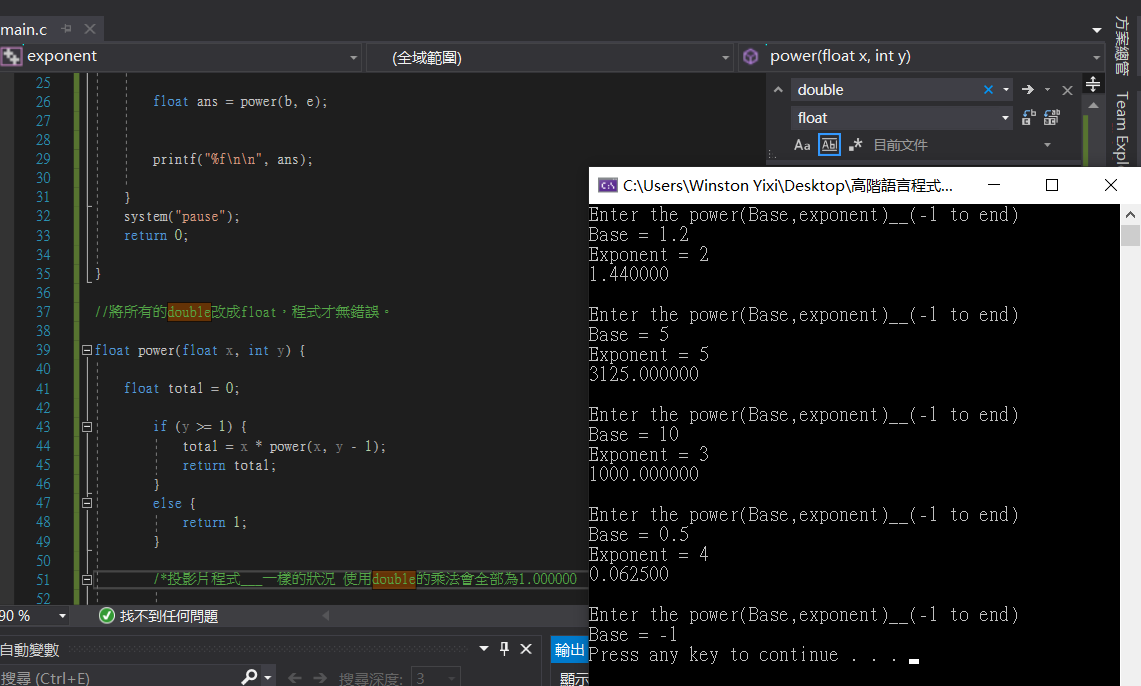 main.c
exponent
(全域範圍)
power(float x, int y)
方案總管
Team Expl
double
float
Aa Abl .* 目前文件
25
26 float ans = power(b, e);
27
28
29 printf("%f\n\n", ans);
30
31 }
32 system("pause");
33 return 0;
34
35 }
36
37 //將所有的double改成float，程式才無錯誤。
38
39 float power(float x, int y) {
40
41 float total = 0;
42
43 if (y >= 1) {
44 total = x * power(x, y - 1);
45 return total;
46 }
47 else {
48 return 1;
49 }
50
51 /*投影片程式___一樣的狀況 使用double的乘法會全部為1.000000
52
90 %
找不到任何問題
自動變數
搜尋 (Ctrl+E)
搜尋深度: 3
輸出
顯示
C:\Users\Winston Yixi\Desktop\高階語言程式...
Enter the power(Base,exponent)__(-1 to end)
Base = 1.2
Exponent = 2
1.440000
Enter the power(Base,exponent)__(-1 to end)
Base = 5
Exponent = 5
3125.000000
Enter the power(Base,exponent)__(-1 to end)
Base = 10
Exponent = 3
1000.000000
Enter the power(Base,exponent)__(-1 to end)
Base = 0.5
Exponent = 4
0.062500
Enter the power(Base,exponent)__(-1 to end)
Base = -1
Press any key to continue . . .